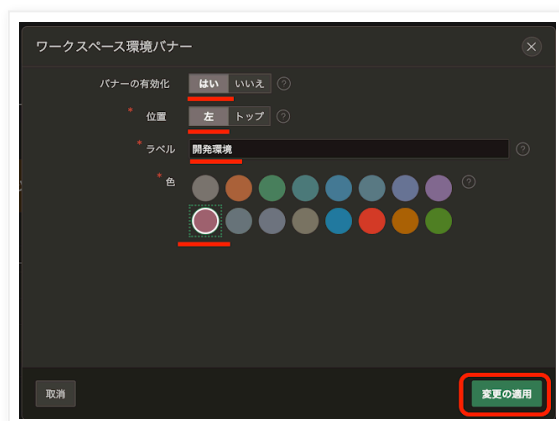 ワークスペース環境バナー
バナーの有効化 はい いいえ ?
* 位置 左 トップ ?
* ラベル 開発環境 ?
* 色 ?
取消 変更の適用